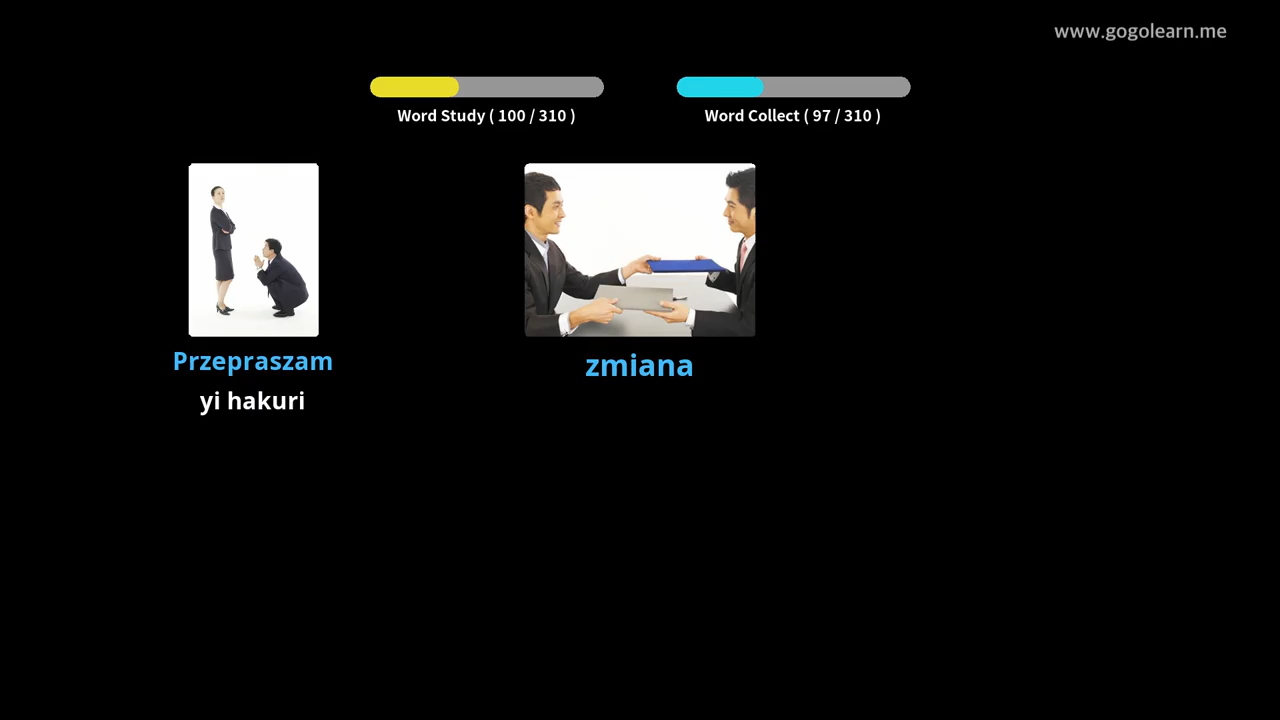 www.gogolearn.me
Word Study ( 100 / 310 )
Word Collect ( 97 / 310 )
Przepraszam
yi hakuri
zmiana